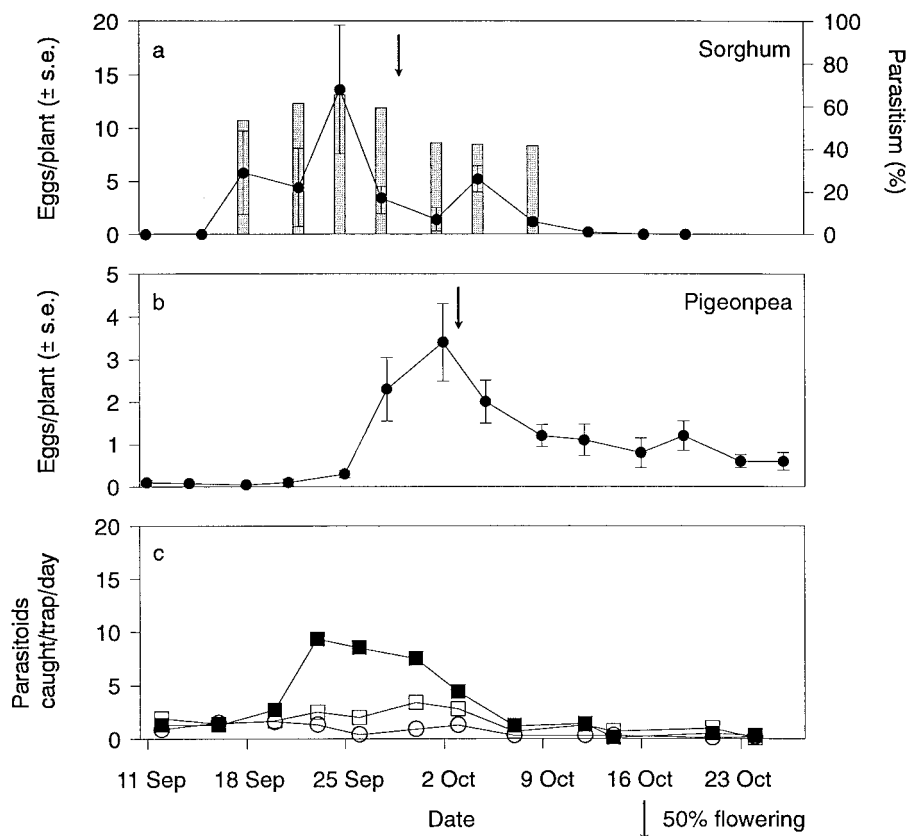 a
Sorghum
Eggs/plant (± s.e.)
20
15
10
5
0
100
80
60
40
20
0
Parasitism (%)
b
Pigeonpea
Eggs/plant (± s.e.)
5
4
3
2
1
0
c
Parasitoids
caught/trap/day
20
15
10
5
0
11 Sep 18 Sep 25 Sep 2 Oct 9 Oct 16 Oct 23 Oct
Date
50% flowering